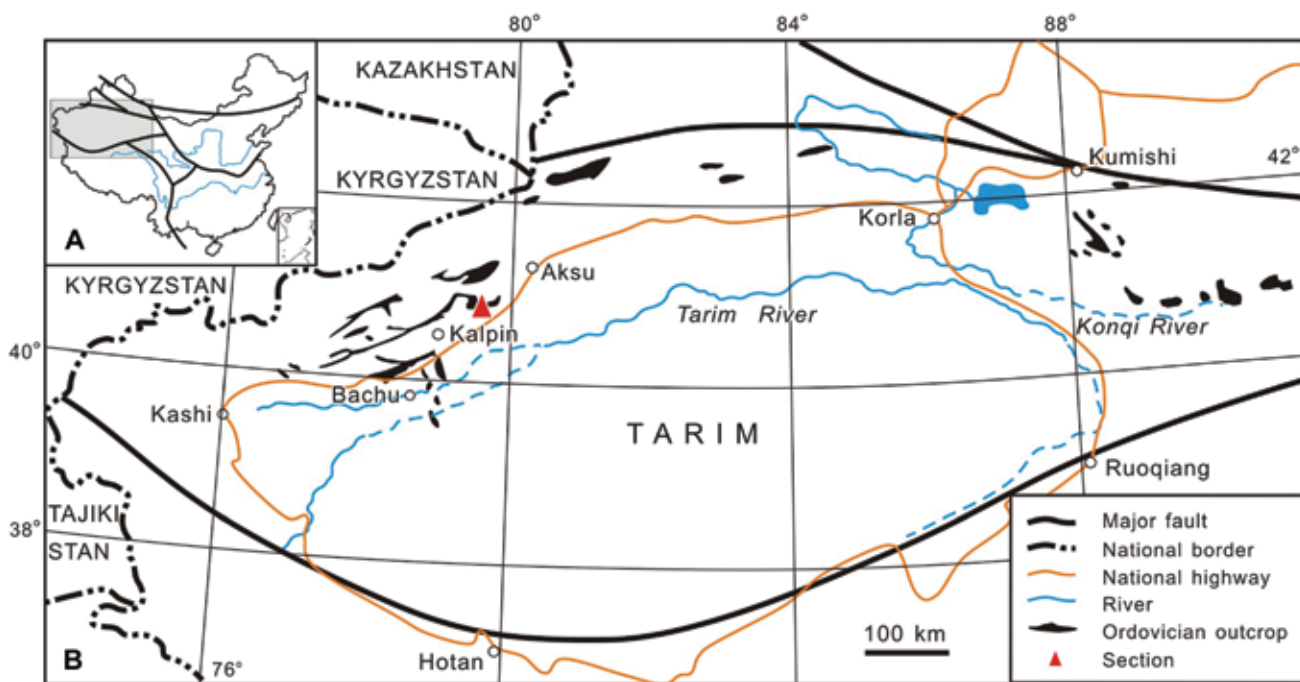 80°
84°
88°
KAZAKHSTAN
KYRGYZSTAN
Kumishi
42°
A
Korla
KYRGYZSTAN
Aksu
Tarim River
Konqi River
Kalpin
40°
Bachu
Kashi
TARIM
Ruoqiang
38°
TAJIKI
STAN
Major fault
National border
National highway
River
Ordovician outcrop
Section
100 km
B
76°
Hotan